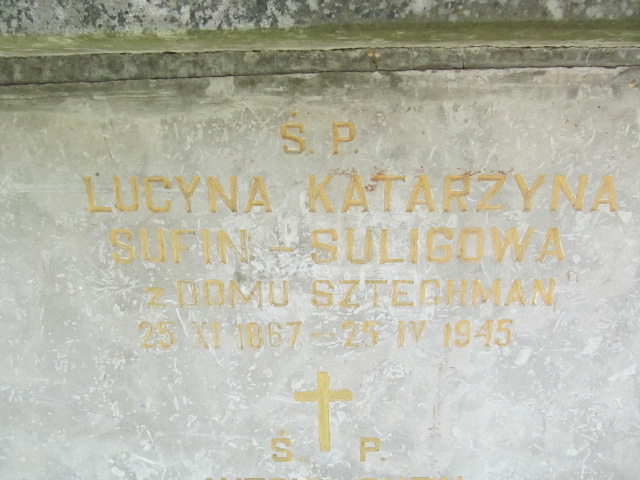 Ś. P.
LUCYNA KATARZYNA
SUFIN - SULIGOWA
z DOMU SZTECHMAN
25 XI 1867 - 25 IV 1945
Ś. P.